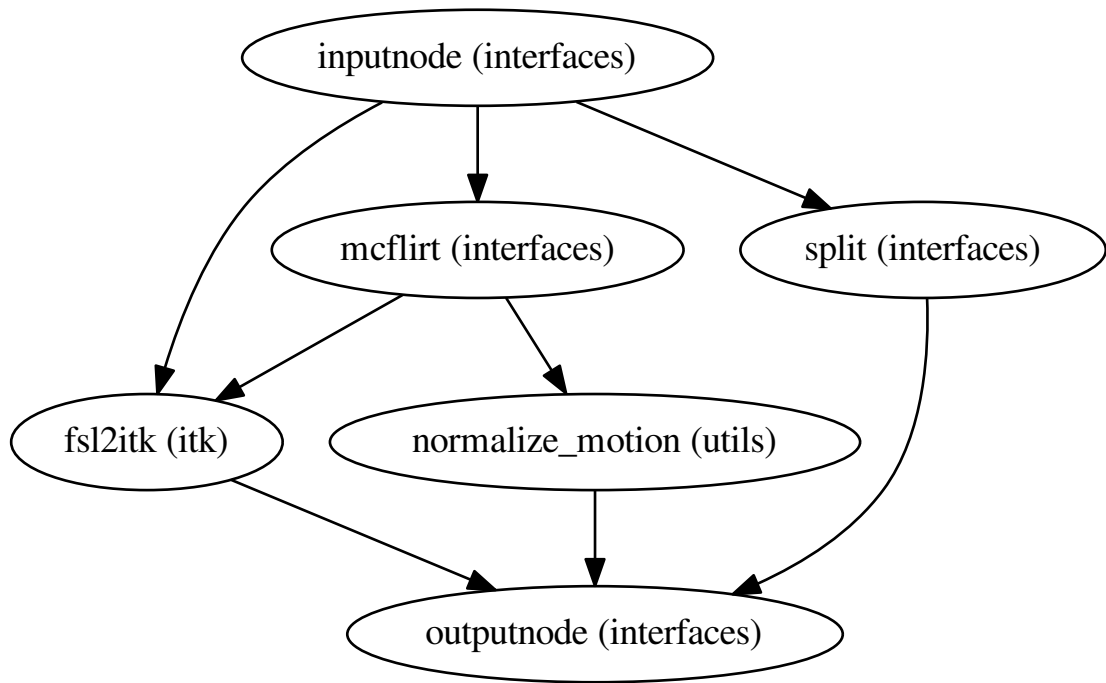 inputnode (interfaces)
mcflirt (interfaces)
split (interfaces)
fsl2itk (itk)
normalize_motion (utils)
outputnode (interfaces)